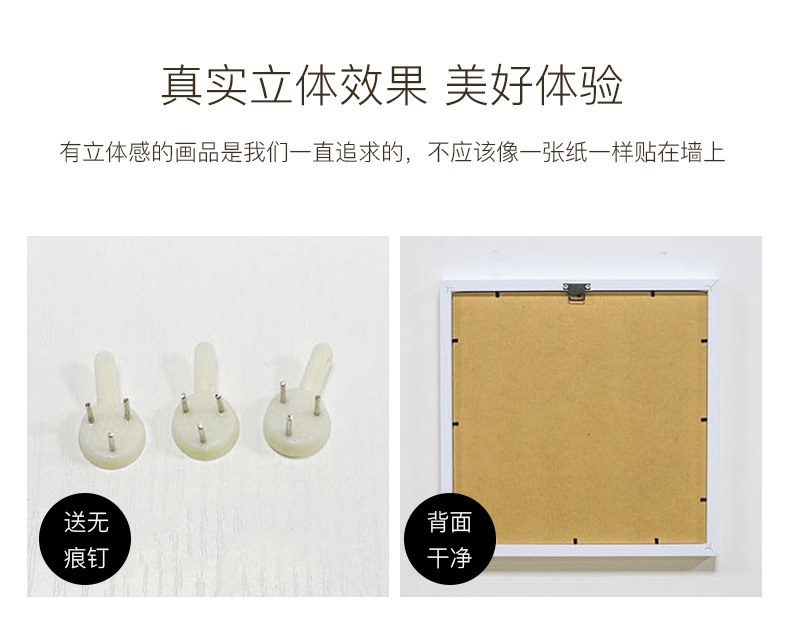 真实立体效果 美好体验
有立体感的画品是我们一直追求的，不应该像一张纸一样贴在墙上
送无
痕钉
背面
干净